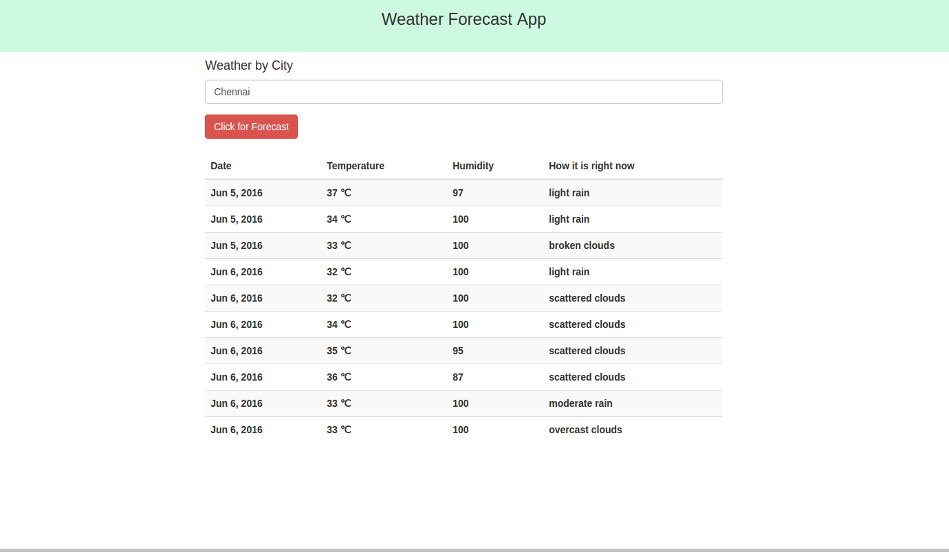 Weather Forecast App
Weather by City
Chennai
Click for Forecast
Date Temperature Humidity How it is right now
Jun 5, 2016 37 ℃ 97 light rain
Jun 5, 2016 34 ℃ 100 light rain
Jun 5, 2016 33 ℃ 100 broken clouds
Jun 6, 2016 32 ℃ 100 light rain
Jun 6, 2016 32 ℃ 100 scattered clouds
Jun 6, 2016 34 ℃ 100 scattered clouds
Jun 6, 2016 35 ℃ 95 scattered clouds
Jun 6, 2016 36 ℃ 87 scattered clouds
Jun 6, 2016 33 ℃ 100 moderate rain
Jun 6, 2016 33 ℃ 100 overcast clouds